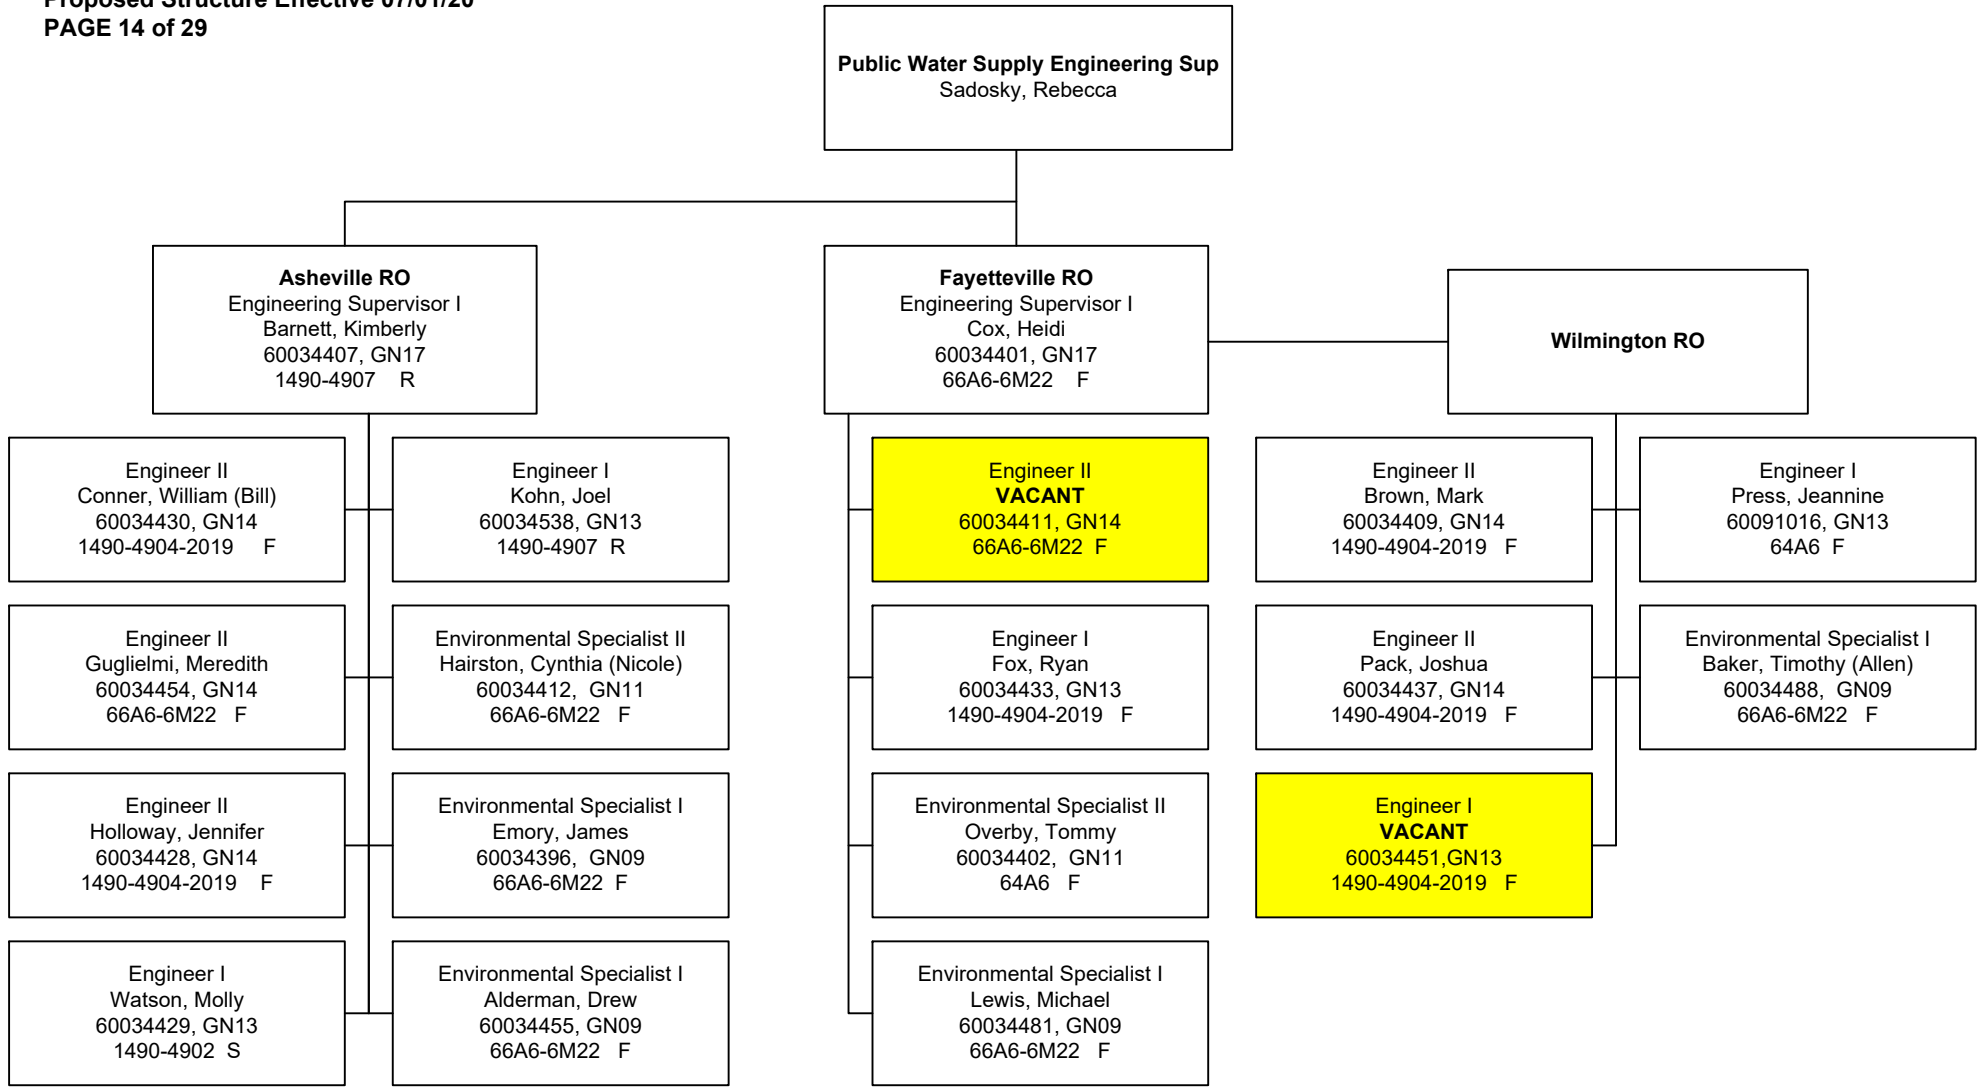 Proposed Structure Effective 07/01/20
PAGE 14 of 29
Public Water Supply Engineering Sup
Sadosky, Rebecca
Asheville RO
Engineering Supervisor I
Barnett, Kimberly
60034407, GN17
1490-4907 R
Fayetteville RO
Engineering Supervisor I
Cox, Heidi
60034401, GN17
66A6-6M22 F
Wilmington RO
Engineer II
Conner, William (Bill)
60034430, GN14
1490-4904-2019 F
Engineer I
Kohn, Joel
60034538, GN13
1490-4907 R
Engineer II
VACANT
60034411, GN14
66A6-6M22 F
Engineer II
Brown, Mark
60034409, GN14
1490-4904-2019 F
Engineer I
Press, Jeannine
60091016, GN13
64A6 F
Engineer II
Guglielmi, Meredith
60034454, GN14
66A6-6M22 F
Environmental Specialist II
Hairston, Cynthia (Nicole)
60034412, GN11
66A6-6M22 F
Engineer I
Fox, Ryan
60034433, GN13
1490-4904-2019 F
Engineer II
Pack, Joshua
60034437, GN14
1490-4904-2019 F
Environmental Specialist I
Baker, Timothy (Allen)
60034488, GN09
66A6-6M22 F
Engineer II
Holloway, Jennifer
60034428, GN14
1490-4904-2019 F
Environmental Specialist I
Emory, James
60034396, GN09
66A6-6M22 F
Environmental Specialist II
Overby, Tommy
60034402, GN11
64A6 F
Engineer I
VACANT
60034451,GN13
1490-4904-2019 F
Engineer I
Watson, Molly
60034429, GN13
1490-4902 S
Environmental Specialist I
Alderman, Drew
60034455, GN09
66A6-6M22 F
Environmental Specialist I
Lewis, Michael
60034481, GN09
66A6-6M22 F